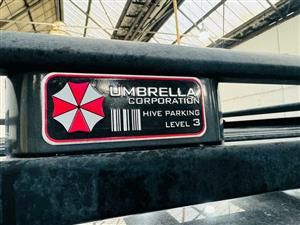 UMBRELLA
CORPORATION
HIVE PARKING
LEVEL 3